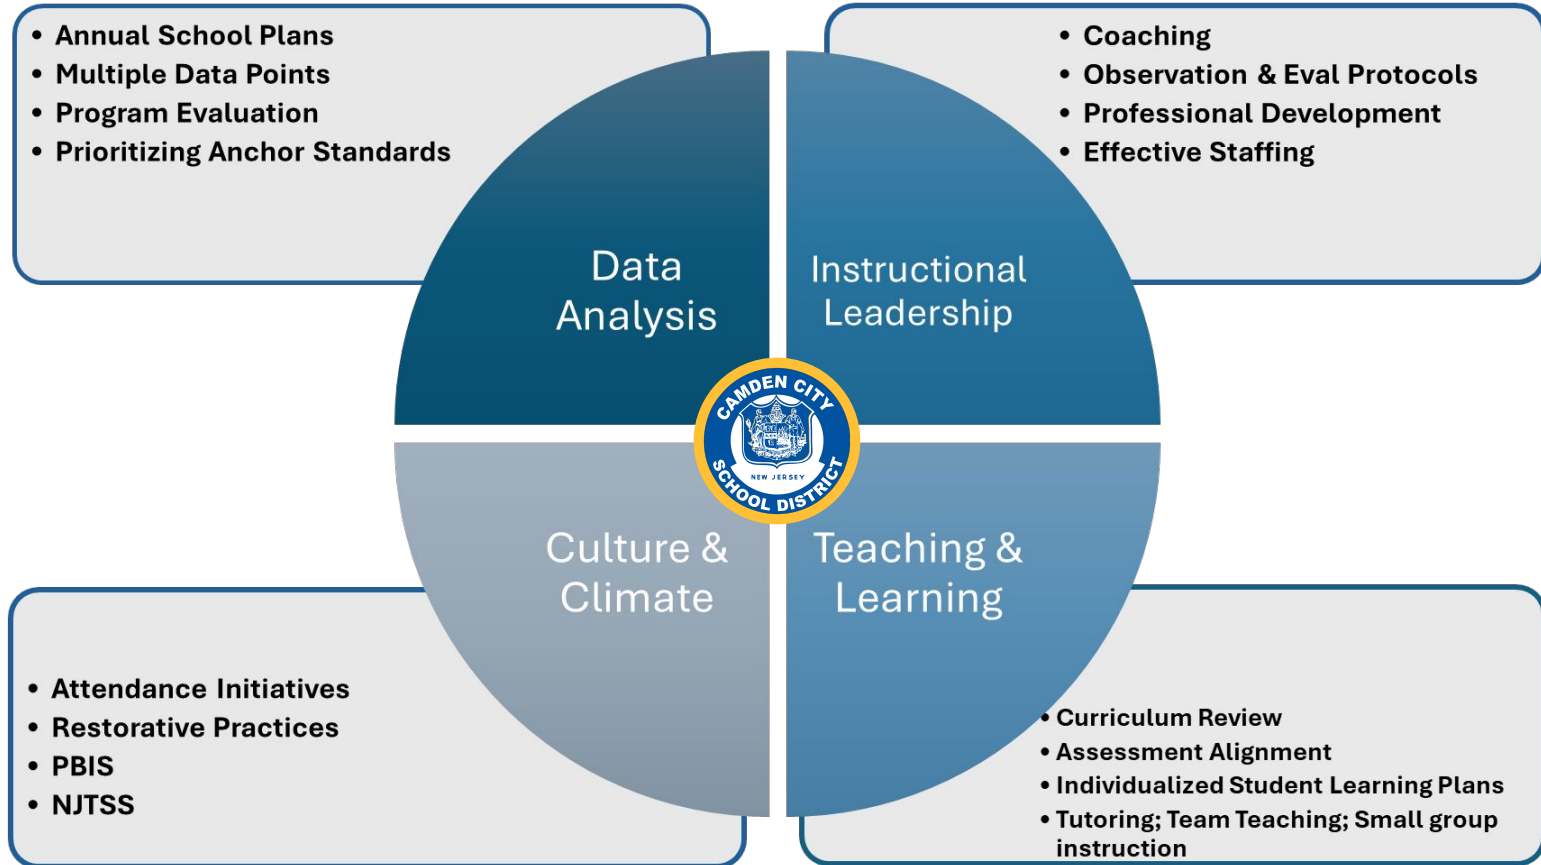 • Annual School Plans
• Multiple Data Points
• Program Evaluation
• Prioritizing Anchor Standards
• Coaching
• Observation & Eval Protocols
• Professional Development
• Effective Staffing
Data
Analysis
Instructional
Leadership
CAMDEN CITY
SCHOOL DISTRICT
NEW JERSEY
Culture &
Climate
Teaching &
Learning
• Attendance Initiatives
• Restorative Practices
• PBIS
• NJTSS
• Curriculum Review
• Assessment Alignment
• Individualized Student Learning Plans
• Tutoring; Team Teaching; Small group
instruction